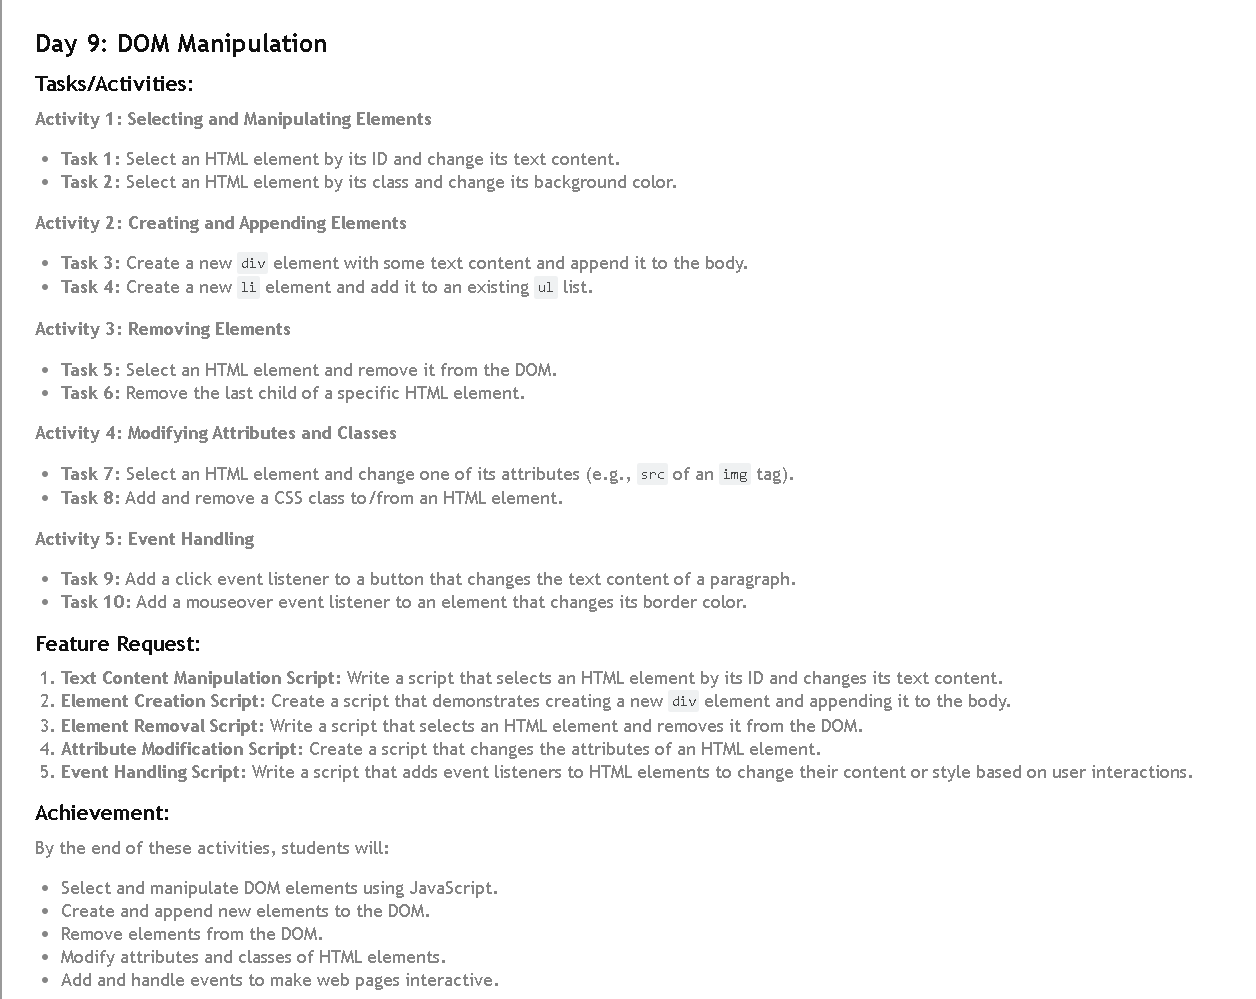 Day 9: DOM Manipulation
Tasks/Activities:
Activity 1: Selecting and Manipulating Elements
• Task 1: Select an HTML element by its ID and change its text content.
• Task 2: Select an HTML element by its class and change its background color.
Activity 2: Creating and Appending Elements
• Task 3: Create a new div element with some text content and append it to the body.
• Task 4: Create a new li element and add it to an existing ul list.
Activity 3: Removing Elements
• Task 5: Select an HTML element and remove it from the DOM.
• Task 6: Remove the last child of a specific HTML element.
Activity 4: Modifying Attributes and Classes
• Task 7: Select an HTML element and change one of its attributes (e.g., src of an img tag).
• Task 8: Add and remove a CSS class to/from an HTML element.
Activity 5: Event Handling
• Task 9: Add a click event listener to a button that changes the text content of a paragraph.
• Task 10: Add a mouseover event listener to an element that changes its border color.
Feature Request:
1. Text Content Manipulation Script: Write a script that selects an HTML element by its ID and changes its text content.
2. Element Creation Script: Create a script that demonstrates creating a new div element and appending it to the body.
3. Element Removal Script: Write a script that selects an HTML element and removes it from the DOM.
4. Attribute Modification Script: Create a script that changes the attributes of an HTML element.
5. Event Handling Script: Write a script that adds event listeners to HTML elements to change their content or style based on user interactions.
Achievement:
By the end of these activities, students will:
• Select and manipulate DOM elements using JavaScript.
• Create and append new elements to the DOM.
• Remove elements from the DOM.
• Modify attributes and classes of HTML elements.
• Add and handle events to make web pages interactive.